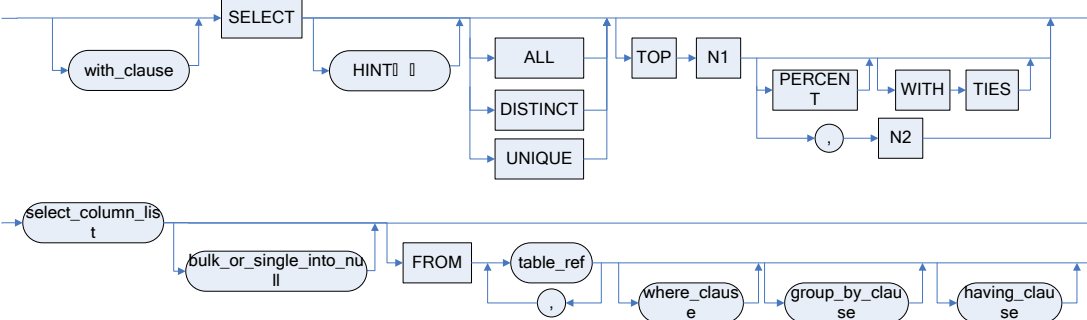 SELECT
with_clause
HINT
ALL
DISTINCT
UNIQUE
TOP
N1
PERCEN
T
WITH
TIES
,
N2
select_column_lis
t
bulk_or_single_into_nu
ll
FROM
table_ref
,
where_claus
e
group_by_clau
se
having_clau
se